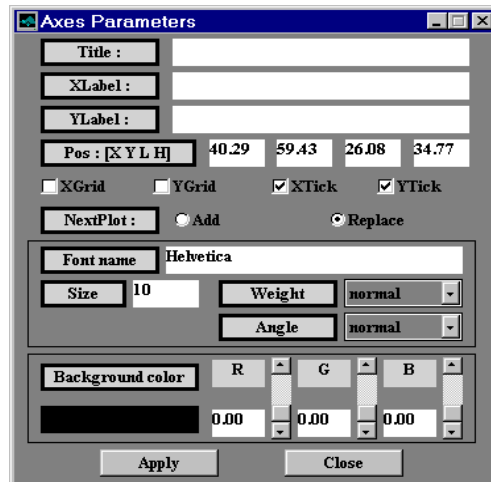 Axes Parameters
Title :
XLabel :
YLabel :
Pos : [X Y L H] 40.29 59.43 26.08 34.77
XGrid YGrid XTick YTick
NextPlot : Add Replace
Font name Helvetica
Size 10 Weight normal
Angle normal
Background color R G B
0.00 0.00 0.00
Apply Close